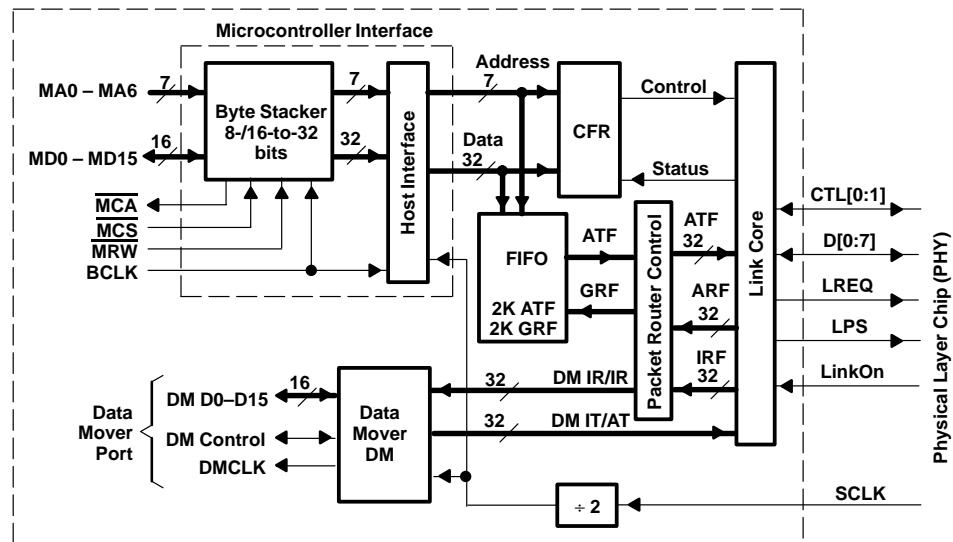 Microcontroller Interface
MA0 – MA6
7
Byte Stacker
8-/16-to-32
bits
7
Host Interface
Address
7
CFR
Control
MD0 – MD15
16
32
Data
32
Status
MCA
MCS
MRW
BCLK
FIFO
2K ATF
2K GRF
ATF
GRF
Packet Router Control
ATF
32
ARF
32
IRF
32
Link Core
CTL[0:1]
D[0:7]
LREQ
LPS
LinkOn
Physical Layer Chip (PHY)
Data
Mover
Port
DM D0–D15
16
DM Control
DMCLK
Data
Mover
DM
32
DM IR/IR
32
DM IT/AT
÷ 2
SCLK